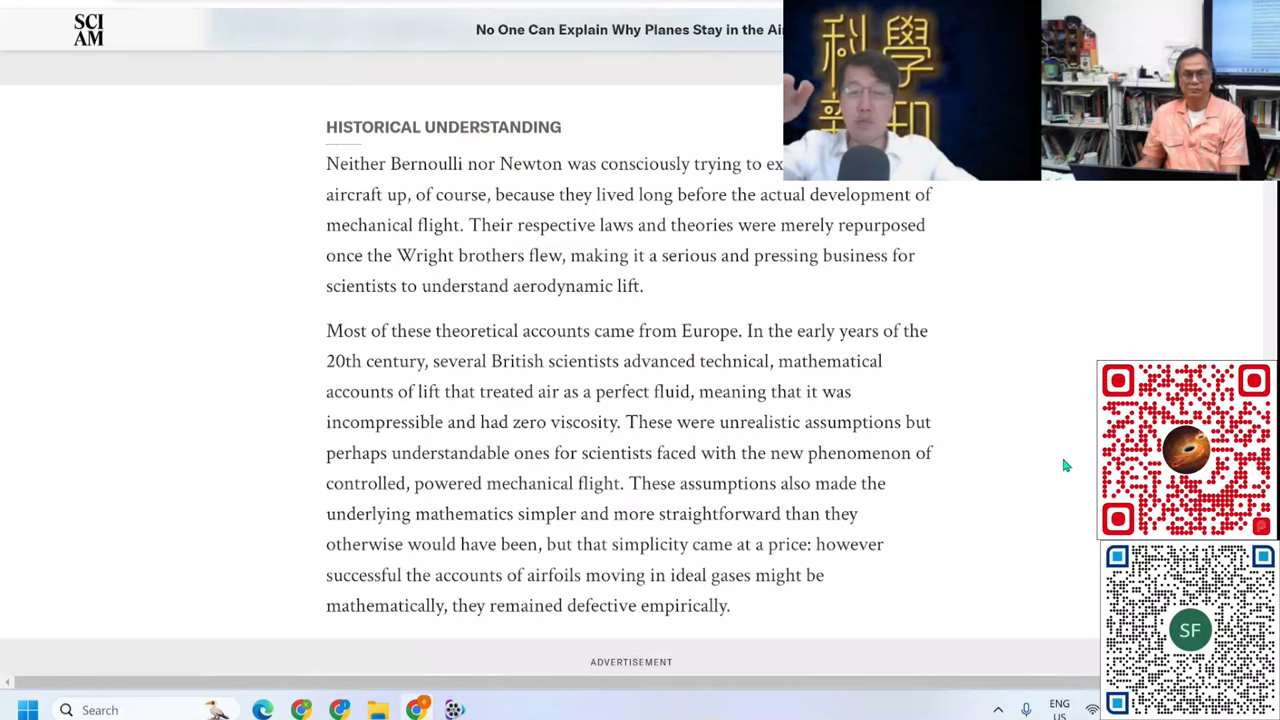 SCI
AM
No One Can Explain Why Planes Stay in the Air
科學
新知
HISTORICAL UNDERSTANDING
Neither Bernoulli nor Newton was consciously trying to ex
aircraft up, of course, because they lived long before the actual development of
mechanical flight. Their respective laws and theories were merely repurposed
once the Wright brothers flew, making it a serious and pressing business for
scientists to understand aerodynamic lift.
Most of these theoretical accounts came from Europe. In the early years of the
20th century, several British scientists advanced technical, mathematical
accounts of lift that treated air as a perfect fluid, meaning that it was
incompressible and had zero viscosity. These were unrealistic assumptions but
perhaps understandable ones for scientists faced with the new phenomenon of
controlled, powered mechanical flight. These assumptions also made the
underlying mathematics simpler and more straightforward than they
otherwise would have been, but that simplicity came at a price: however
successful the accounts of airfoils moving in ideal gases might be
mathematically, they remained defective empirically.
SF
ADVERTISEMENT
Search
ENG
US